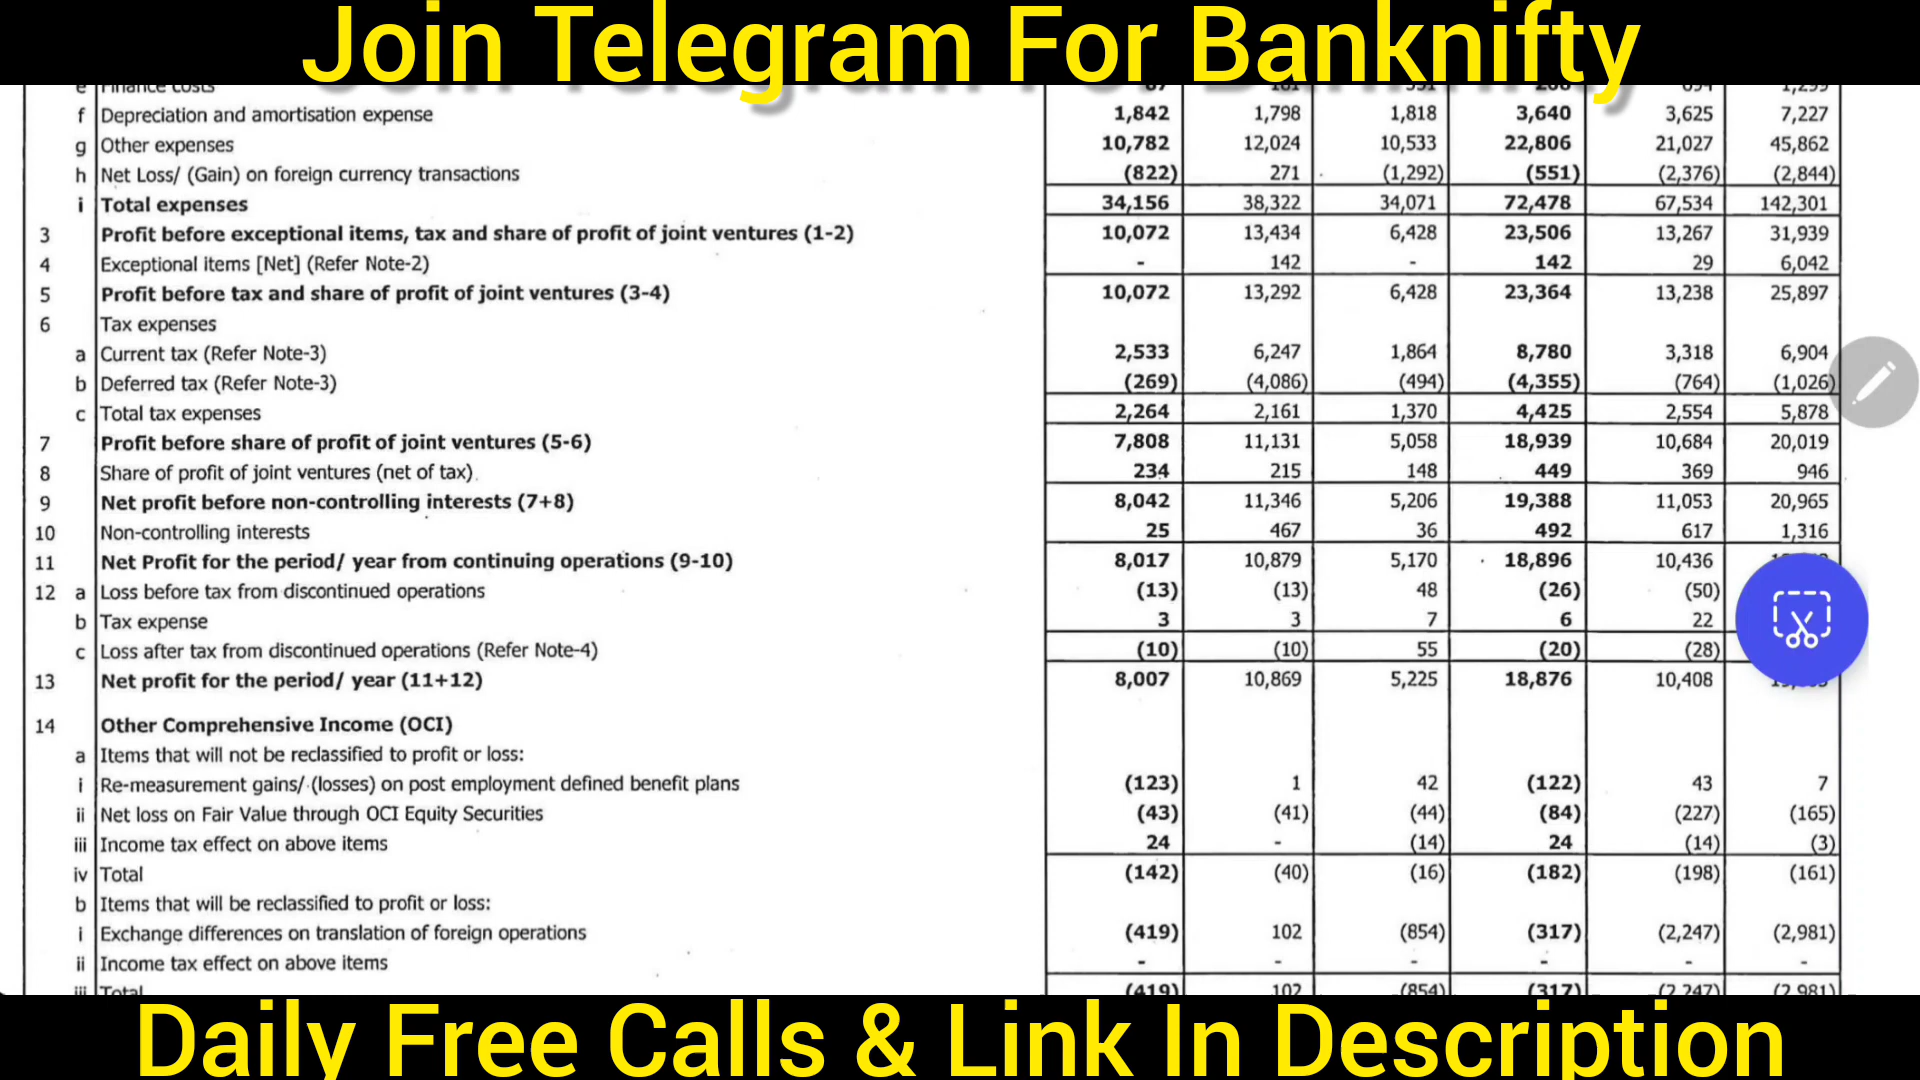 Join Telegram For Banknifty
e Finance costs
f Depreciation and amortisation expense 1,842 1,798 1,818 3,640 3,625 7,227
g Other expenses 10,782 12,024 10,533 22,806 21,027 45,862
h Net Loss/ (Gain) on foreign currency transactions (822) 271 (1,292) (551) (2,376) (2,844)
i Total expenses 34,156 38,322 34,071 72,478 67,534 142,301
3 Profit before exceptional items, tax and share of profit of joint ventures (1-2) 10,072 13,434 6,428 23,506 13,267 31,939
4 Exceptional items [Net] (Refer Note-2) - 142 - 142 29 6,042
5 Profit before tax and share of profit of joint ventures (3-4) 10,072 13,292 6,428 23,364 13,238 25,897
6 Tax expenses
a Current tax (Refer Note-3) 2,533 6,247 1,864 8,780 3,318 6,904
b Deferred tax (Refer Note-3) (269) (4,086) (494) (4,355) (764) (1,026)
c Total tax expenses 2,264 2,161 1,370 4,425 2,554 5,878
7 Profit before share of profit of joint ventures (5-6) 7,808 11,131 5,058 18,939 10,684 20,019
8 Share of profit of joint ventures (net of tax) 234 215 148 449 369 946
9 Net profit before non-controlling interests (7+8) 8,042 11,346 5,206 19,388 11,053 20,965
10 Non-controlling interests 25 467 36 492 617 1,316
11 Net Profit for the period/ year from continuing operations (9-10) 8,017 10,879 5,170 18,896 10,436
12 a Loss before tax from discontinued operations (13) (13) 48 (26) (50)
b Tax expense 3 3 7 6 22
c Loss after tax from discontinued operations (Refer Note-4) (10) (10) 55 (20) (28)
13 Net profit for the period/ year (11+12) 8,007 10,869 5,225 18,876 10,408
14 Other Comprehensive Income (OCI)
a Items that will not be reclassified to profit or loss:
i Re-measurement gains/ (losses) on post employment defined benefit plans (123) 1 42 (122) 43 7
ii Net loss on Fair Value through OCI Equity Securities (43) (41) (44) (84) (227) (165)
iii Income tax effect on above items 24 - (14) 24 (14) (3)
iv Total (142) (40) (16) (182) (198) (161)
b Items that will be reclassified to profit or loss:
i Exchange differences on translation of foreign operations (419) 102 (854) (317) (2,247) (2,981)
ii Income tax effect on above items - - - - - -
iii Total (419) 102 (854) (317) (2,247) (2,981)
Daily Free Calls & Link In Description